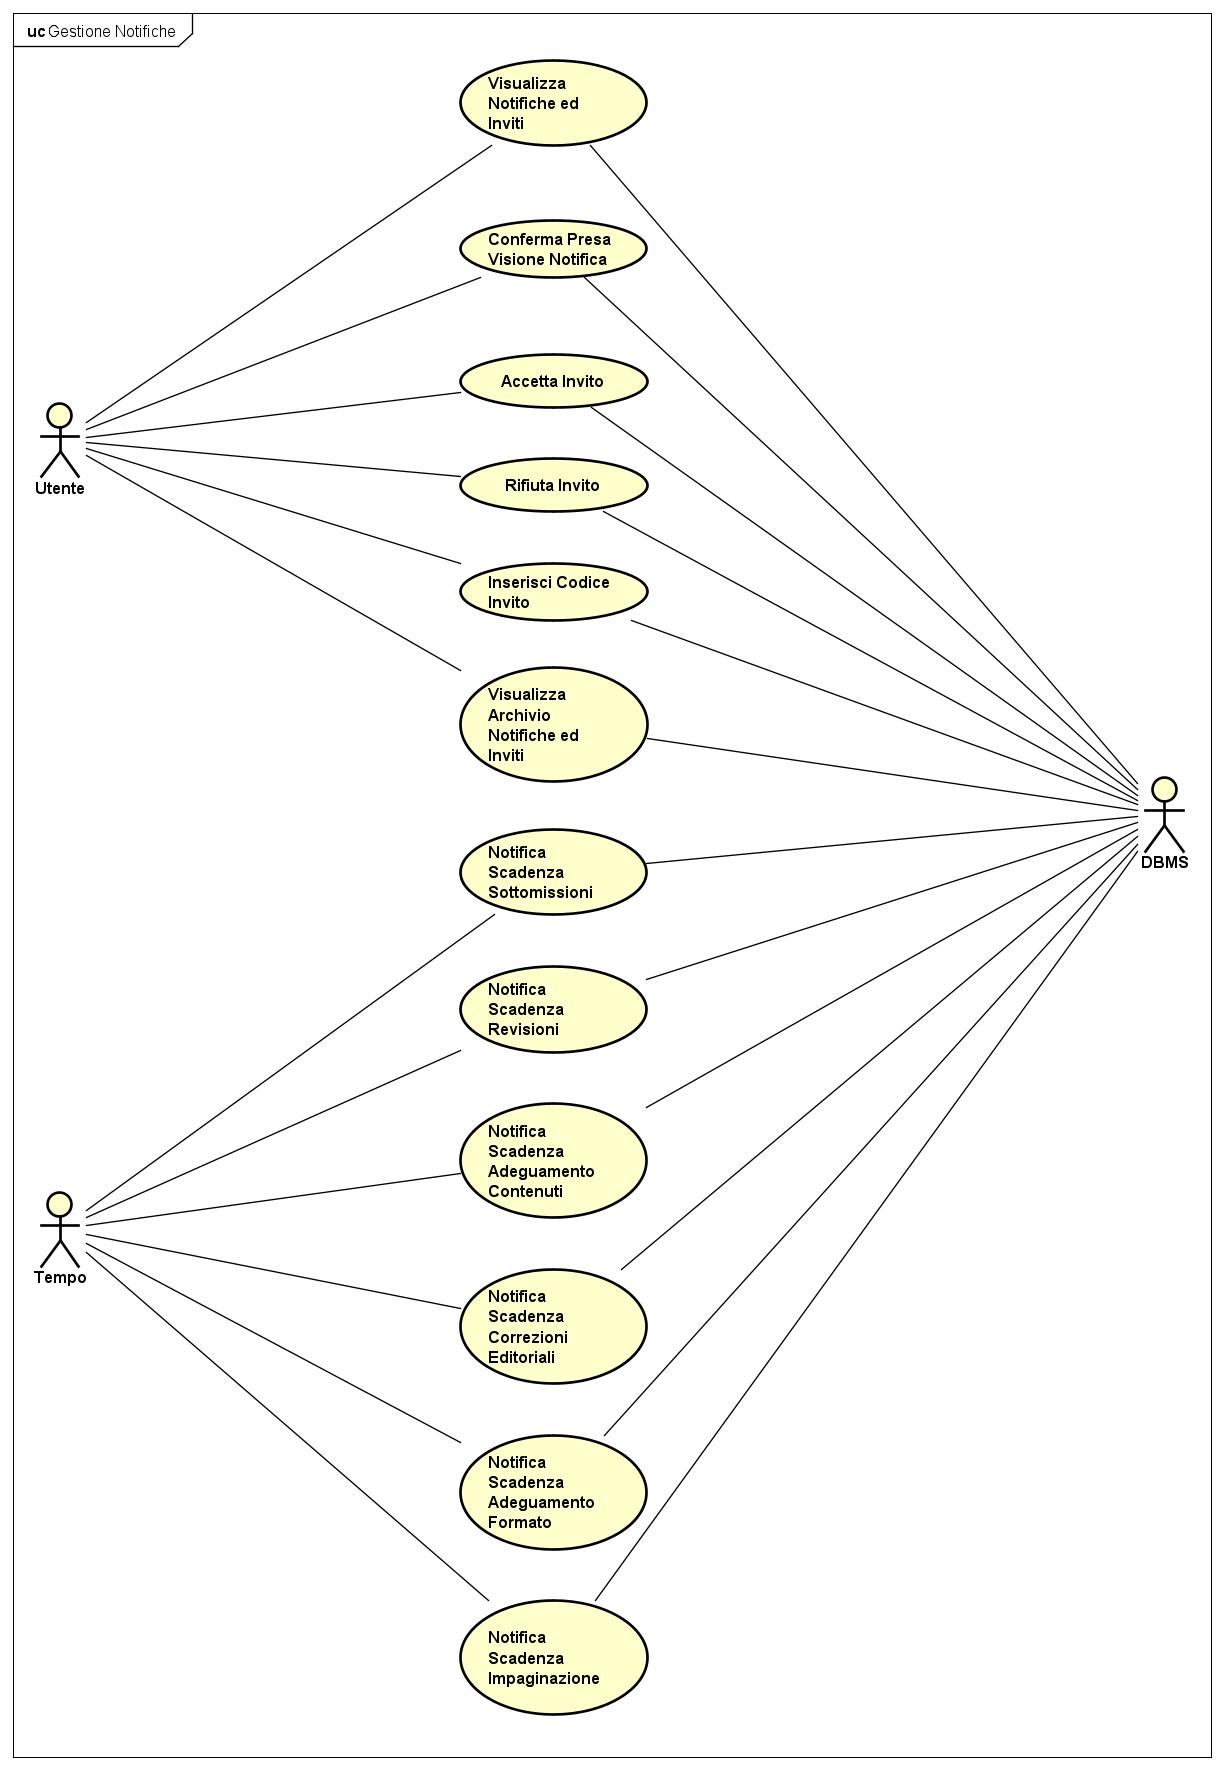 uc Gestione Notifiche
Visualizza
Notifiche ed
Inviti
Conferma Presa
Visione Notifica
Accetta Invito
Rifiuta Invito
Utente
Inserisci Codice
Invito
Visualizza
Archivio
Notifiche ed
Inviti
DBMS
Notifica
Scadenza
Sottomissioni
Notifica
Scadenza
Revisioni
Notifica
Scadenza
Adeguamento
Contenuti
Tempo
Notifica
Scadenza
Correzioni
Editoriali
Notifica
Scadenza
Adeguamento
Formato
Notifica
Scadenza
Impaginazione